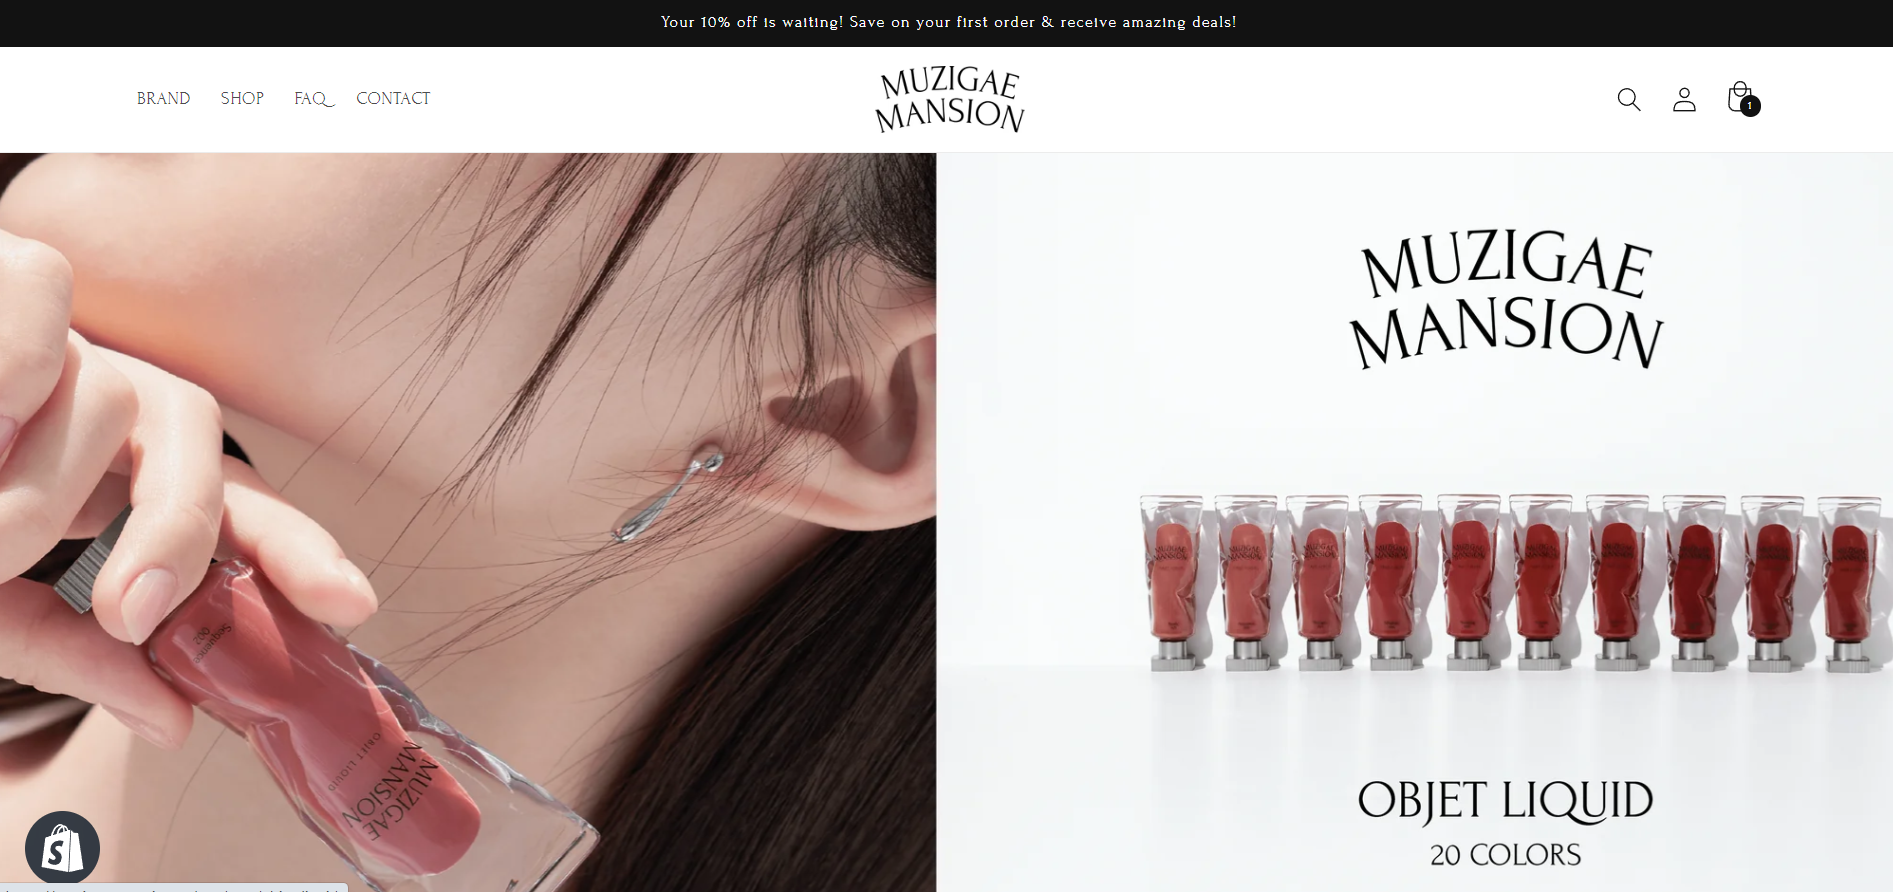 Your 10% off is waiting! Save on your first order & receive amazing deals!
BRAND SHOP FAQ CONTACT
MUZIGAE
MANSION
1
MUZIGAE
MANSION
002
Sequence
OBJET LIQUID
MUZIGAE
MANSION
OBJET LIQUID
20 COLORS